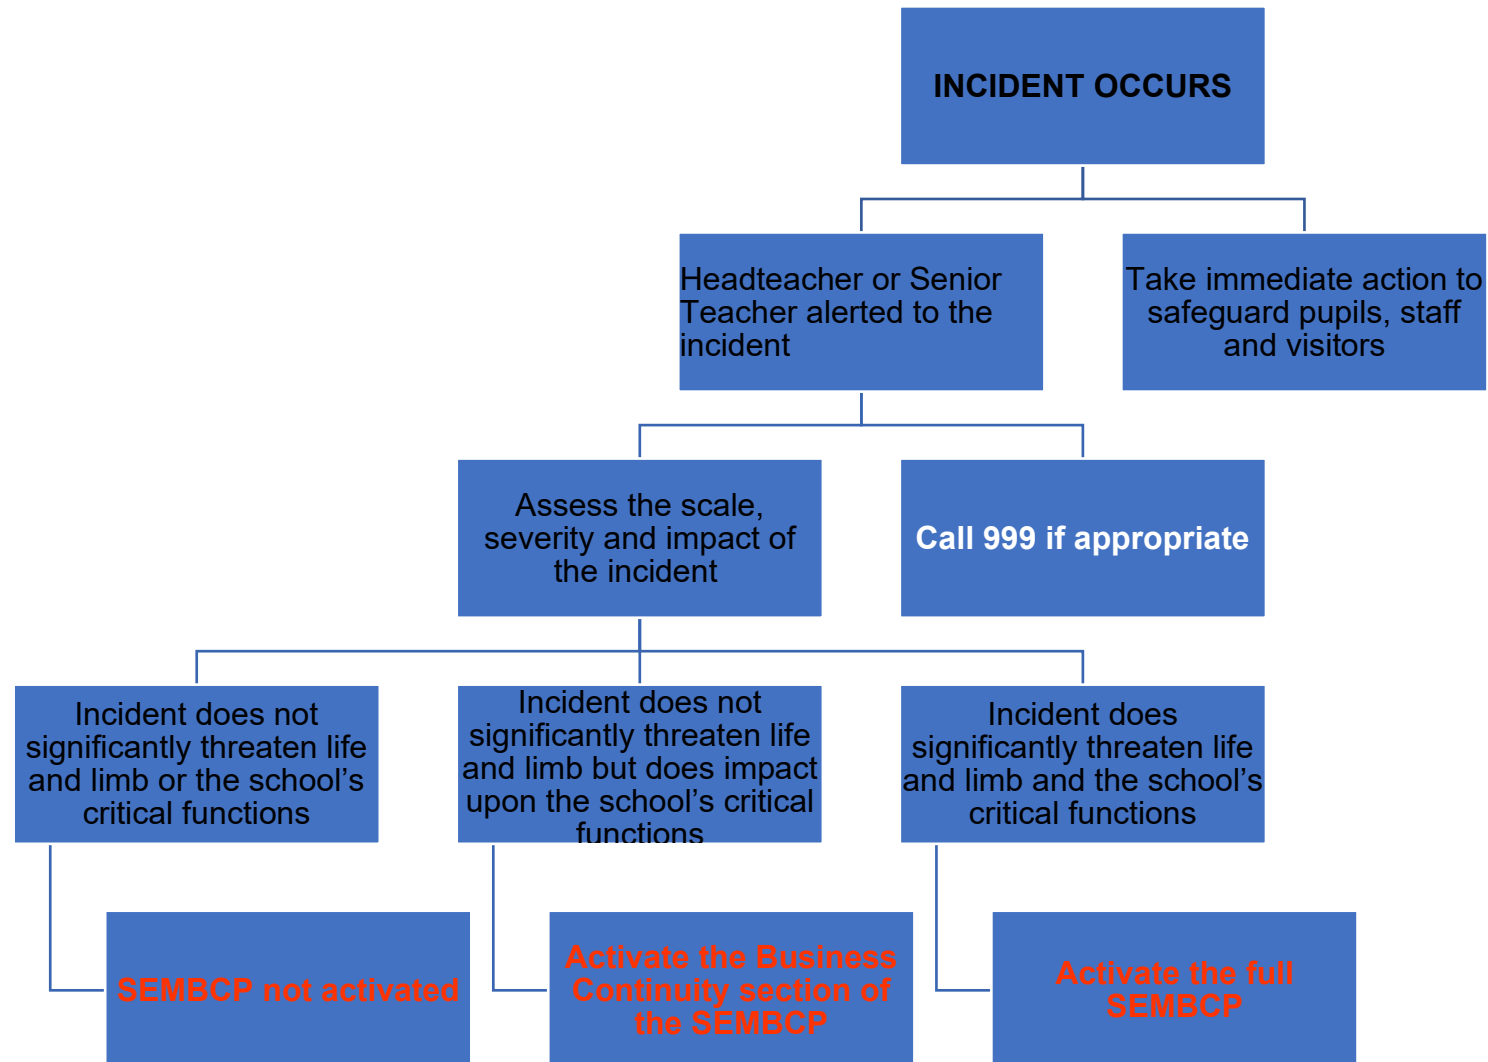 INCIDENT OCCURS
Headteacher or Senior
Teacher alerted to the
incident
Take immediate action to
safeguard pupils, staff
and visitors
Assess the scale,
severity and impact of
the incident
Call 999 if appropriate
Incident does not
significantly threaten life
and limb or the school’s
critical functions
Incident does not
significantly threaten life
and limb but does impact
upon the school’s critical
functions
Incident does
significantly threaten life
and limb and the school’s
critical functions
SEMBCP not activated
Activate the Business
Continuity section of
the SEMBCP
Activate the full
SEMBCP